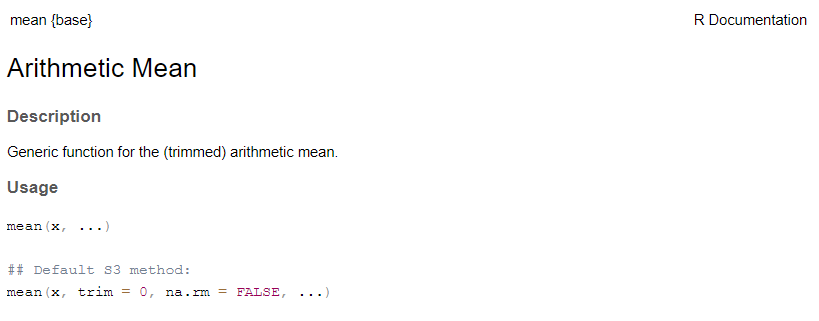 mean {base}
R Documentation
Arithmetic Mean
Description
Generic function for the (trimmed) arithmetic mean.
Usage
mean(x, ...)
## Default S3 method:
mean(x, trim = 0, na.rm = FALSE, ...)